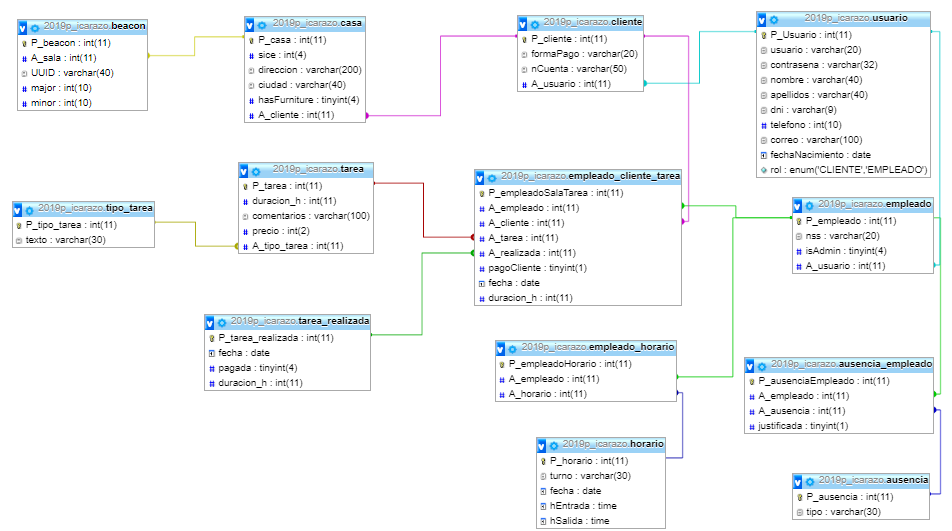 2019p_icarazo.beacon
P_beacon : int(11)
A_sala : int(11)
UUID : varchar(40)
major : int(10)
minor : int(10)
2019p_icarazo.casa
P_casa : int(11)
sice : int(4)
direccion : varchar(200)
ciudad : varchar(40)
hasFurniture : tinyint(4)
A_cliente : int(11)
2019p_icarazo.cliente
P_cliente : int(11)
formaPago : varchar(20)
nCuenta : varchar(50)
A_usuario : int(11)
2019p_icarazo.usuario
P_Usuario : int(11)
usuario : varchar(20)
contrasena : varchar(32)
nombre : varchar(40)
apellidos : varchar(40)
dni : varchar(9)
telefono : int(10)
correo : varchar(100)
fechaNacimiento : date
rol : enum('CLIENTE','EMPLEADO')
2019p_icarazo.tipo_tarea
P_tipo_tarea : int(11)
texto : varchar(30)
2019p_icarazo.tarea
P_tarea : int(11)
duracion_h : int(11)
comentarios : varchar(100)
precio : int(2)
A_tipo_tarea : int(11)
2019p_icarazo.empleado_cliente_tarea
P_empleadoSalaTarea : int(11)
A_empleado : int(11)
A_cliente : int(11)
A_tarea : int(11)
A_realizada : int(11)
pagoCliente : tinyint(1)
fecha : date
duracion_h : int(11)
2019p_icarazo.empleado
P_empleado : int(11)
nss : varchar(20)
isAdmin : tinyint(4)
A_usuario : int(11)
2019p_icarazo.tarea_realizada
P_tarea_realizada : int(11)
fecha : date
pagada : tinyint(4)
duracion_h : int(11)
2019p_icarazo.empleado_horario
P_empleadoHorario : int(11)
A_empleado : int(11)
A_horario : int(11)
2019p_icarazo.ausencia_empleado
P_ausenciaEmpleado : int(11)
A_empleado : int(11)
A_ausencia : int(11)
justificada : tinyint(1)
2019p_icarazo.horario
P_horario : int(11)
turno : varchar(30)
fecha : date
hEntrada : time
hSalida : time
2019p_icarazo.ausencia
P_ausencia : int(11)
tipo : varchar(30)